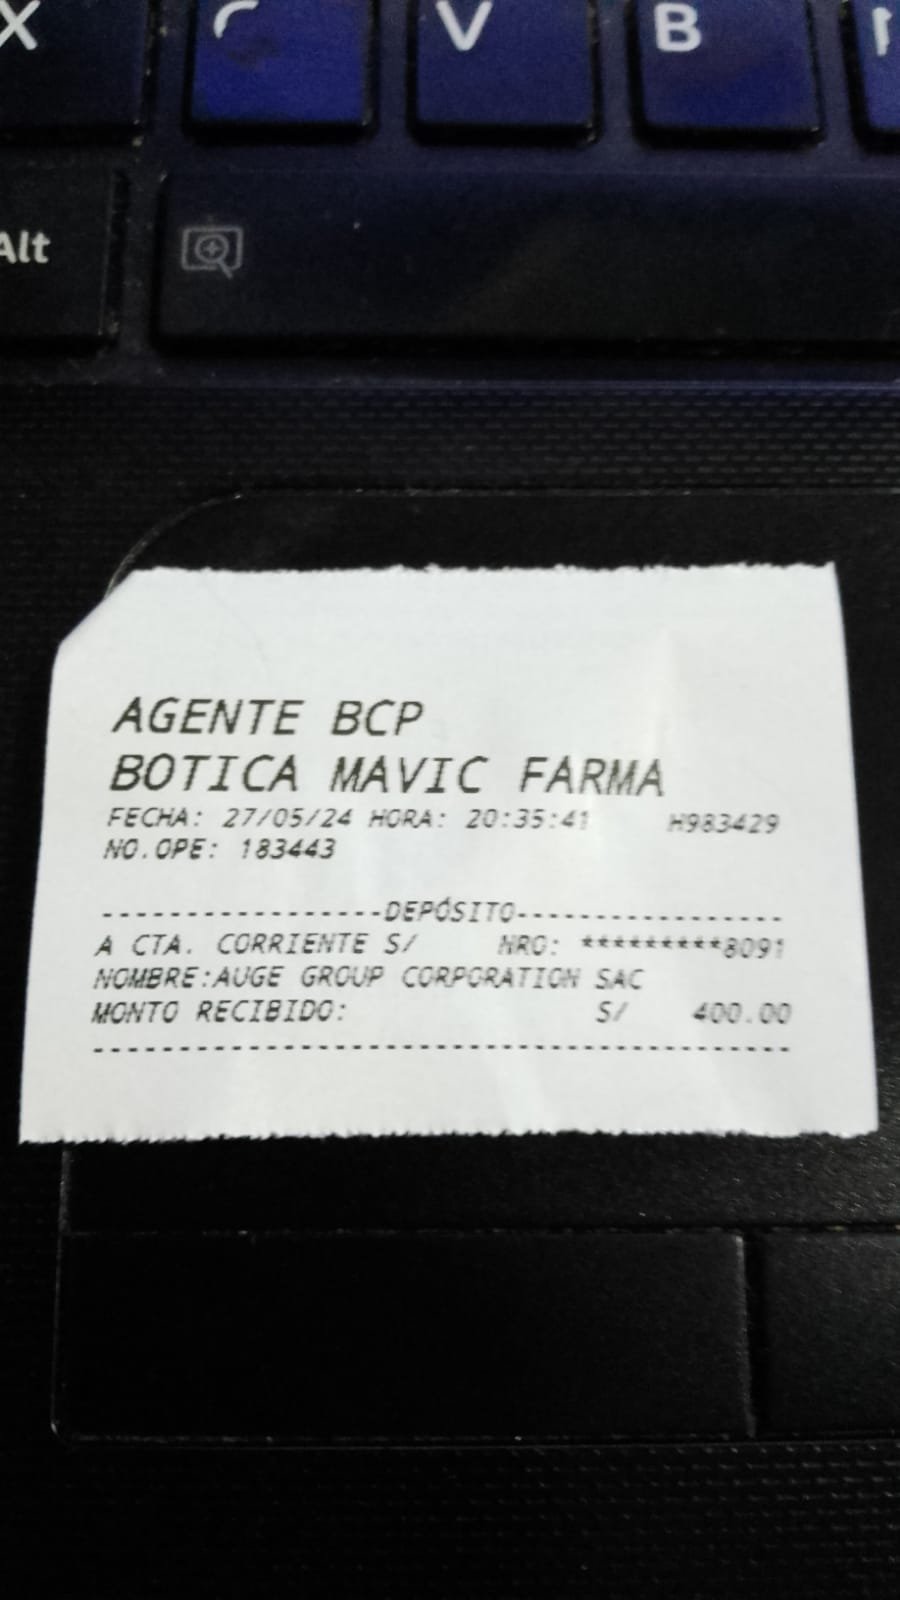 X C V B
Alt
AGENTE BCP
BOTICA MAVIC FARMA
FECHA: 27/05/24 HORA: 20:35:41 H983429
NO.OPE: 183443
-----------------DEPÓSITO----------------
A CTA. CORRIENTE S/ NRO: *********8091
NOMBRE:AUGE GROUP CORPORATION SAC
MONTO RECIBIDO: S/ 400.00
-------------------------------------------